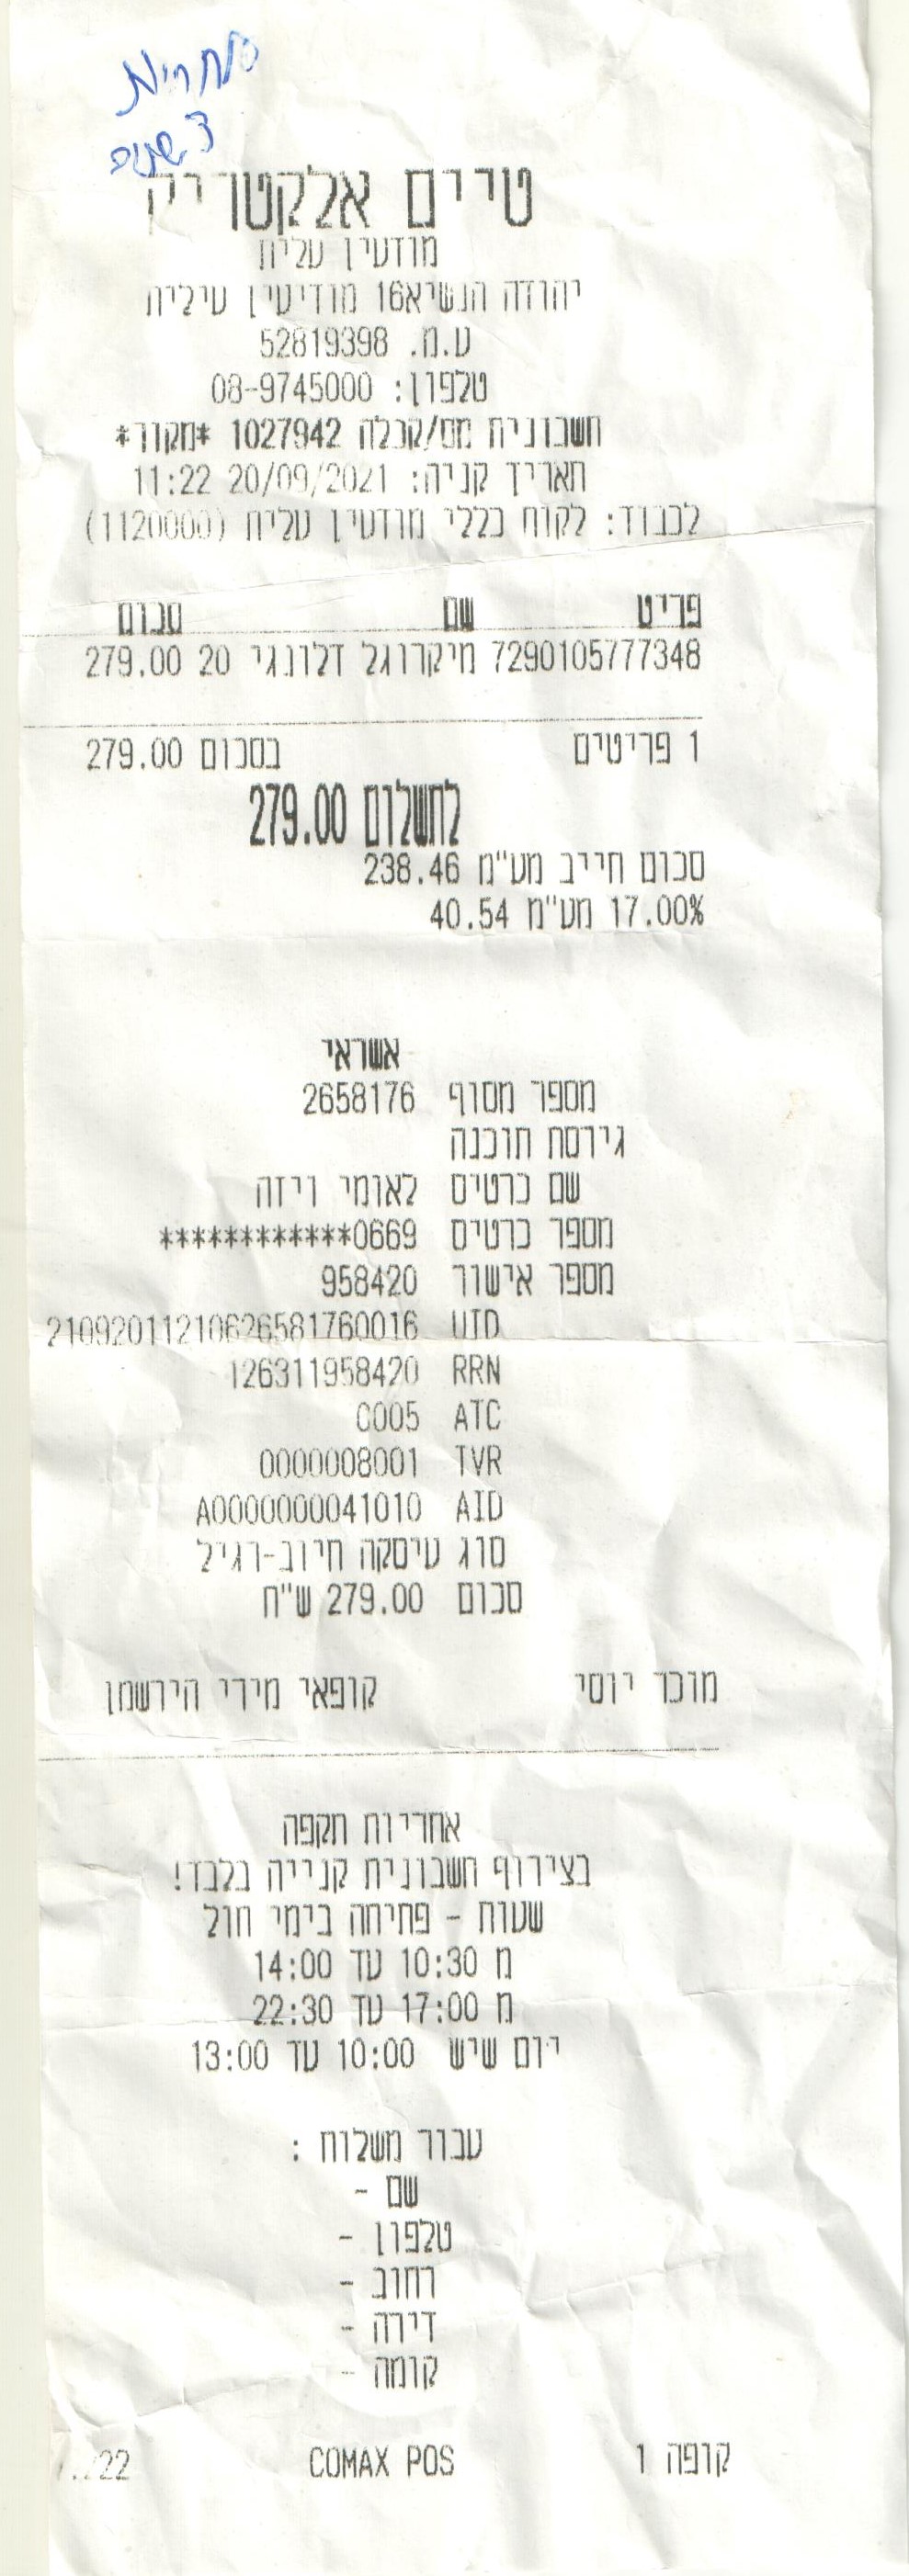 אחריות
3 שנים
טיים אלקטריק
מודעין עלית
יהודה הנשיא16 מודיעין עילית
ע.מ. 52819398
טלפון: 08-9745000
חשבונית מס/קבלה 1027942 *מקור*
תאריך קניה: 20/09/2021 11:22
לכבוד: לקוח כללי מודעין עלית (1120000)
פריט שם סכום
7290105777348 מיקרוגל דלונגי 20 279.00
1 פריטים בסכום 279.00
לתשלום 279.00
סכום חייב מע"מ 238.46
17.00% מע"מ 40.54
אשראי
מספר מסוף 2658176
גירסת תוכנה
שם כרטיס לאומי ויזה
מספר כרטיס ************0669
מספר אישור 958420
UID 21092011210626581760016
RRN 126311958420
ATC C005
TVR 0000008001
AID A0000000041010
סוג עיסקה חיוב-רגיל
סכום 279.00 ש"ח
מוכר יוסי קופאי מירי הירשמן
אחריות תקפה
בצירוף חשבונית קנייה בלבד!
שעות - פתיחה בימי חול
מ 10:30 עד 14:00
מ 17:00 עד 22:30
יום שיש 10:00 עד 13:00
עבור משלוח :
שם -
טלפון -
רחוב -
דירה -
קומה -
קופה 1 COMAX POS